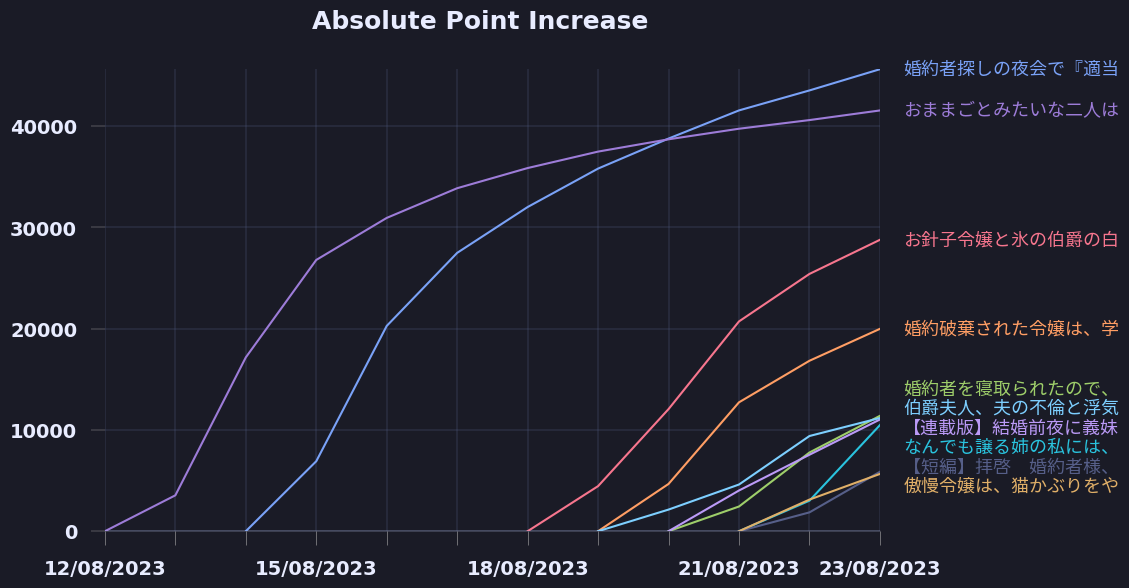 Absolute Point Increase
婚約者探しの夜会で『適当
おままごとみたいな二人は
お針子令嬢と氷の伯爵の白
婚約破棄された令嬢は、学
婚約者を寝取られたので、
伯爵夫人、夫の不倫と浮気
【連載版】結婚前夜に義妹
なんでも譲る姉の私には、
【短編】拝啓　婚約者様、
傲慢令嬢は、猫かぶりをや
40000
30000
20000
10000
0
12/08/2023
15/08/2023
18/08/2023
21/08/2023
23/08/2023